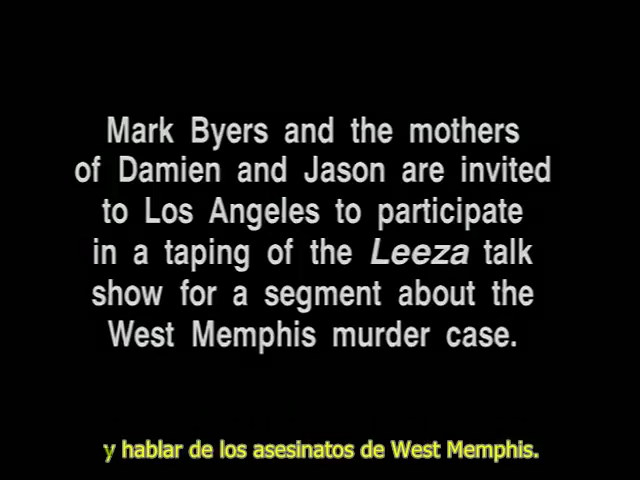 Mark Byers and the mothers
of Damien and Jason are invited
to Los Angeles to participate
in a taping of the Leeza talk
show for a segment about the
West Memphis murder case.
y hablar de los asesinatos de West Memphis.